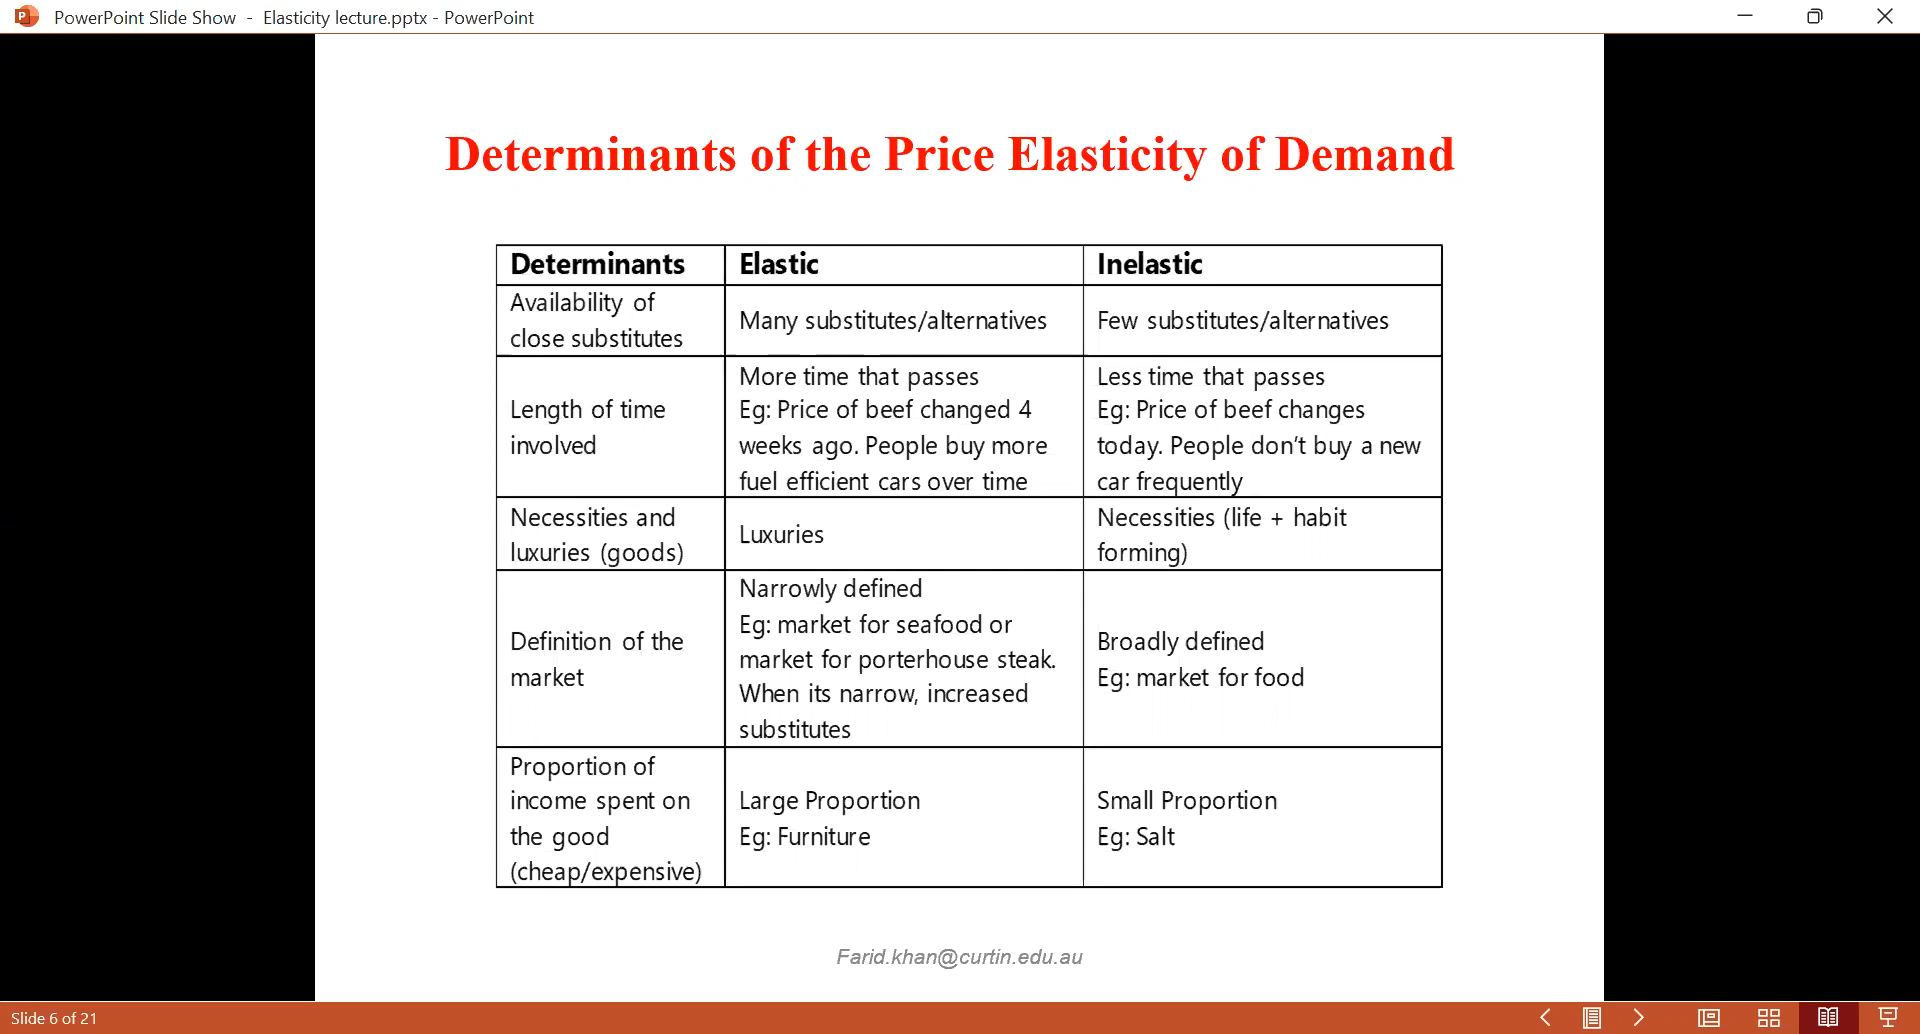 PowerPoint Slide Show - Elasticity lecture.pptx - PowerPoint
Determinants of the Price Elasticity of Demand
Determinants
Elastic
Inelastic
Availability of
close substitutes
Many substitutes/alternatives
Few substitutes/alternatives
Length of time
involved
More time that passes
Eg: Price of beef changed 4
weeks ago. People buy more
fuel efficient cars over time
Less time that passes
Eg: Price of beef changes
today. People don't buy a new
car frequently
Necessities and
luxuries (goods)
Luxuries
Necessities (life + habit
forming)
Definition of the
market
Narrowly defined
Eg: market for seafood or
market for porterhouse steak.
When its narrow, increased
substitutes
Broadly defined
Eg: market for food
Proportion of
income spent on
the good
(cheap/expensive)
Large Proportion
Eg: Furniture
Small Proportion
Eg: Salt
Farid.khan@curtin.edu.au
Slide 6 of 21